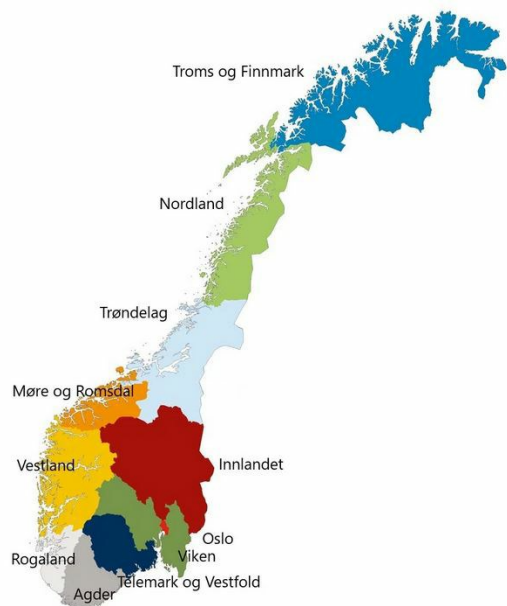 Troms og Finnmark
Nordland
Trøndelag
Møre og Romsdal
Vestland
Innlandet
Oslo
Viken
Rogaland
Telemark og Vestfold
Agder